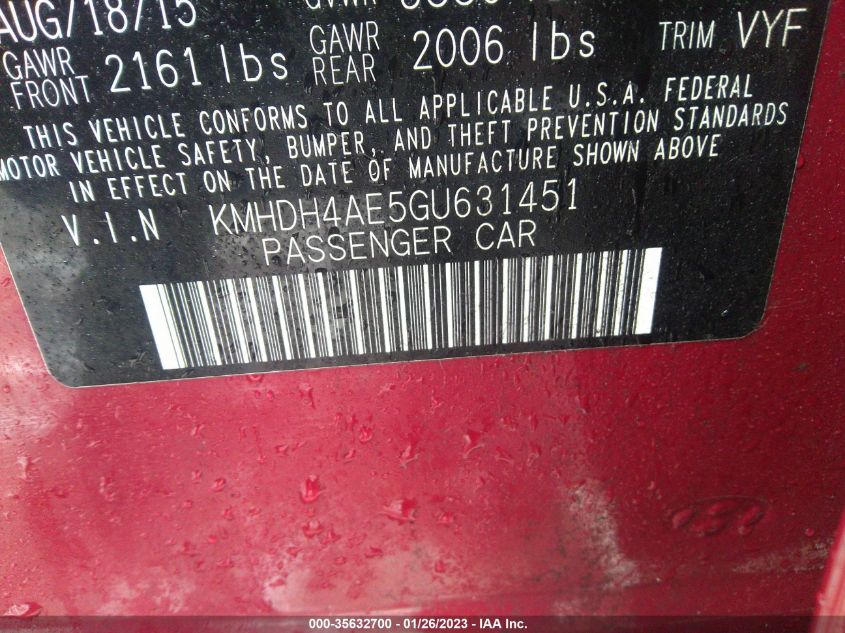 AUG/18/15
GAWR FRONT 2161 lbs GAWR REAR 2006 lbs TRIM VYF
THIS VEHICLE CONFORMS TO ALL APPLICABLE U.S.A. FEDERAL
MOTOR VEHICLE SAFETY, BUMPER, AND THEFT PREVENTION STANDARDS
IN EFFECT ON THE DATE OF MANUFACTURE SHOWN ABOVE
V.I.N KMHDH4AE5GU631451
PASSENGER CAR
000-35632700 - 01/26/2023 - IAA Inc.